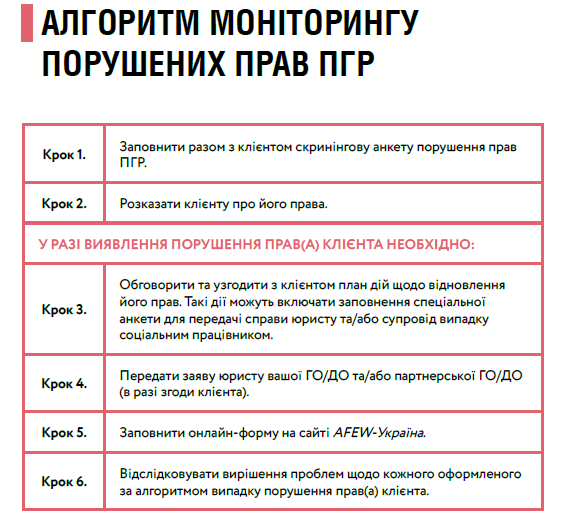 АЛГОРИТМ МОНІТОРИНГУ
ПОРУШЕНИХ ПРАВ ПГР
Крок 1.
Заповнити разом з клієнтом скринінгову анкету порушення прав
ПГР.
Крок 2.
Розказати клієнту про його права.
У РАЗІ ВИЯВЛЕННЯ ПОРУШЕННЯ ПРАВ(А) КЛІЄНТА НЕОБХІДНО:
Крок 3.
Обговорити та узгодити з клієнтом план дій щодо відновлення
його прав. Такі дії можуть включати заповнення спеціальної
анкети для передачі справи юристу та/або супровід випадку
соціальним працівником.
Крок 4.
Передати заяву юристу вашої ГО/ДО та/або партнерської ГО/ДО
(в разі згоди клієнта).
Крок 5.
Заповнити онлайн-форму на сайті AFEW-Україна.
Крок 6.
Відслідковувати вирішення проблем щодо кожного оформленого
за алгоритмом випадку порушення прав(а) клієнта.